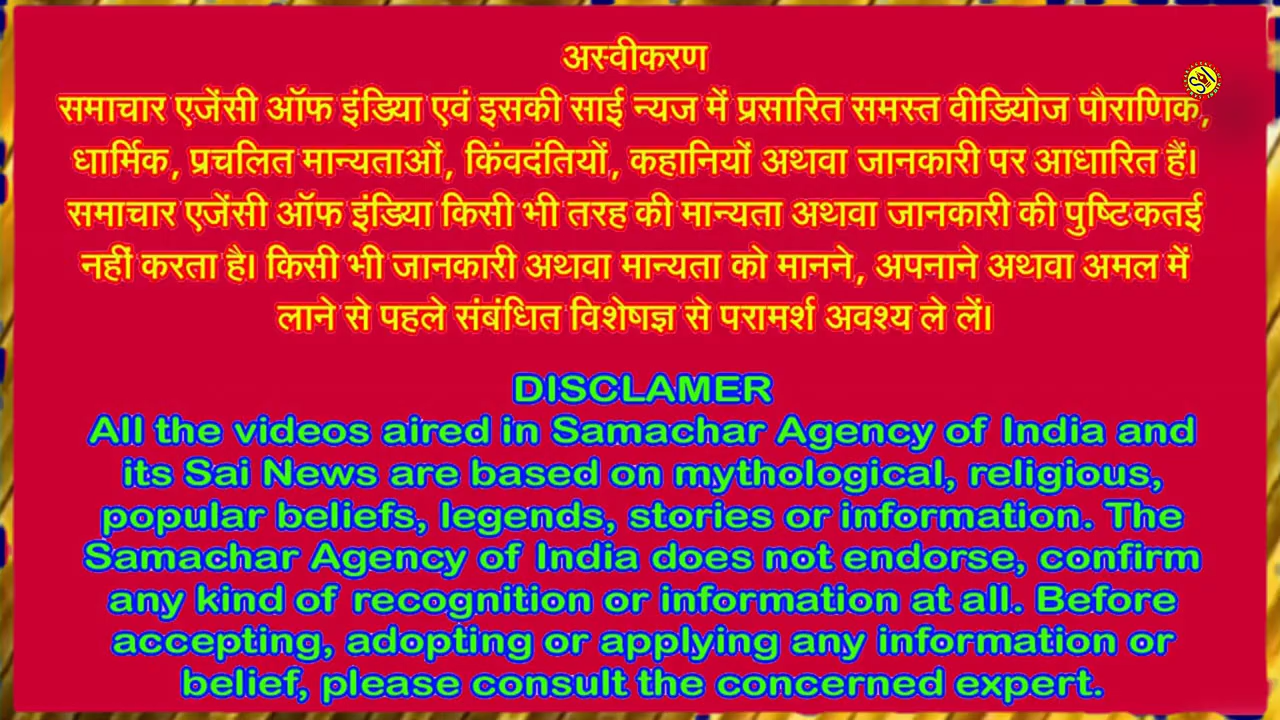 अस्वीकरण
समाचार एजेंसी ऑफ इंडिया एवं इसकी साई न्यज में प्रसारित समस्त वीडियोज पौराणिक,
धार्मिक, प्रचलित मान्यताओं, किंवदंतियों, कहानियों अथवा जानकारी पर आधारित हैं।
समाचार एजेंसी ऑफ इंडिया किसी भी तरह की मान्यता अथवा जानकारी की पुष्टि कतई
नहीं करता है। किसी भी जानकारी अथवा मान्यता को मानने, अपनाने अथवा अमल में
लाने से पहले संबंधित विशेषज्ञ से परामर्श अवश्य ले लें।
DISCLAMER
All the videos aired in Samachar Agency of India and
its Sai News are based on mythological, religious,
popular beliefs, legends, stories or information. The
Samachar Agency of India does not endorse, confirm
any kind of recognition or information at all. Before
accepting, adopting or applying any information or
belief, please consult the concerned expert.